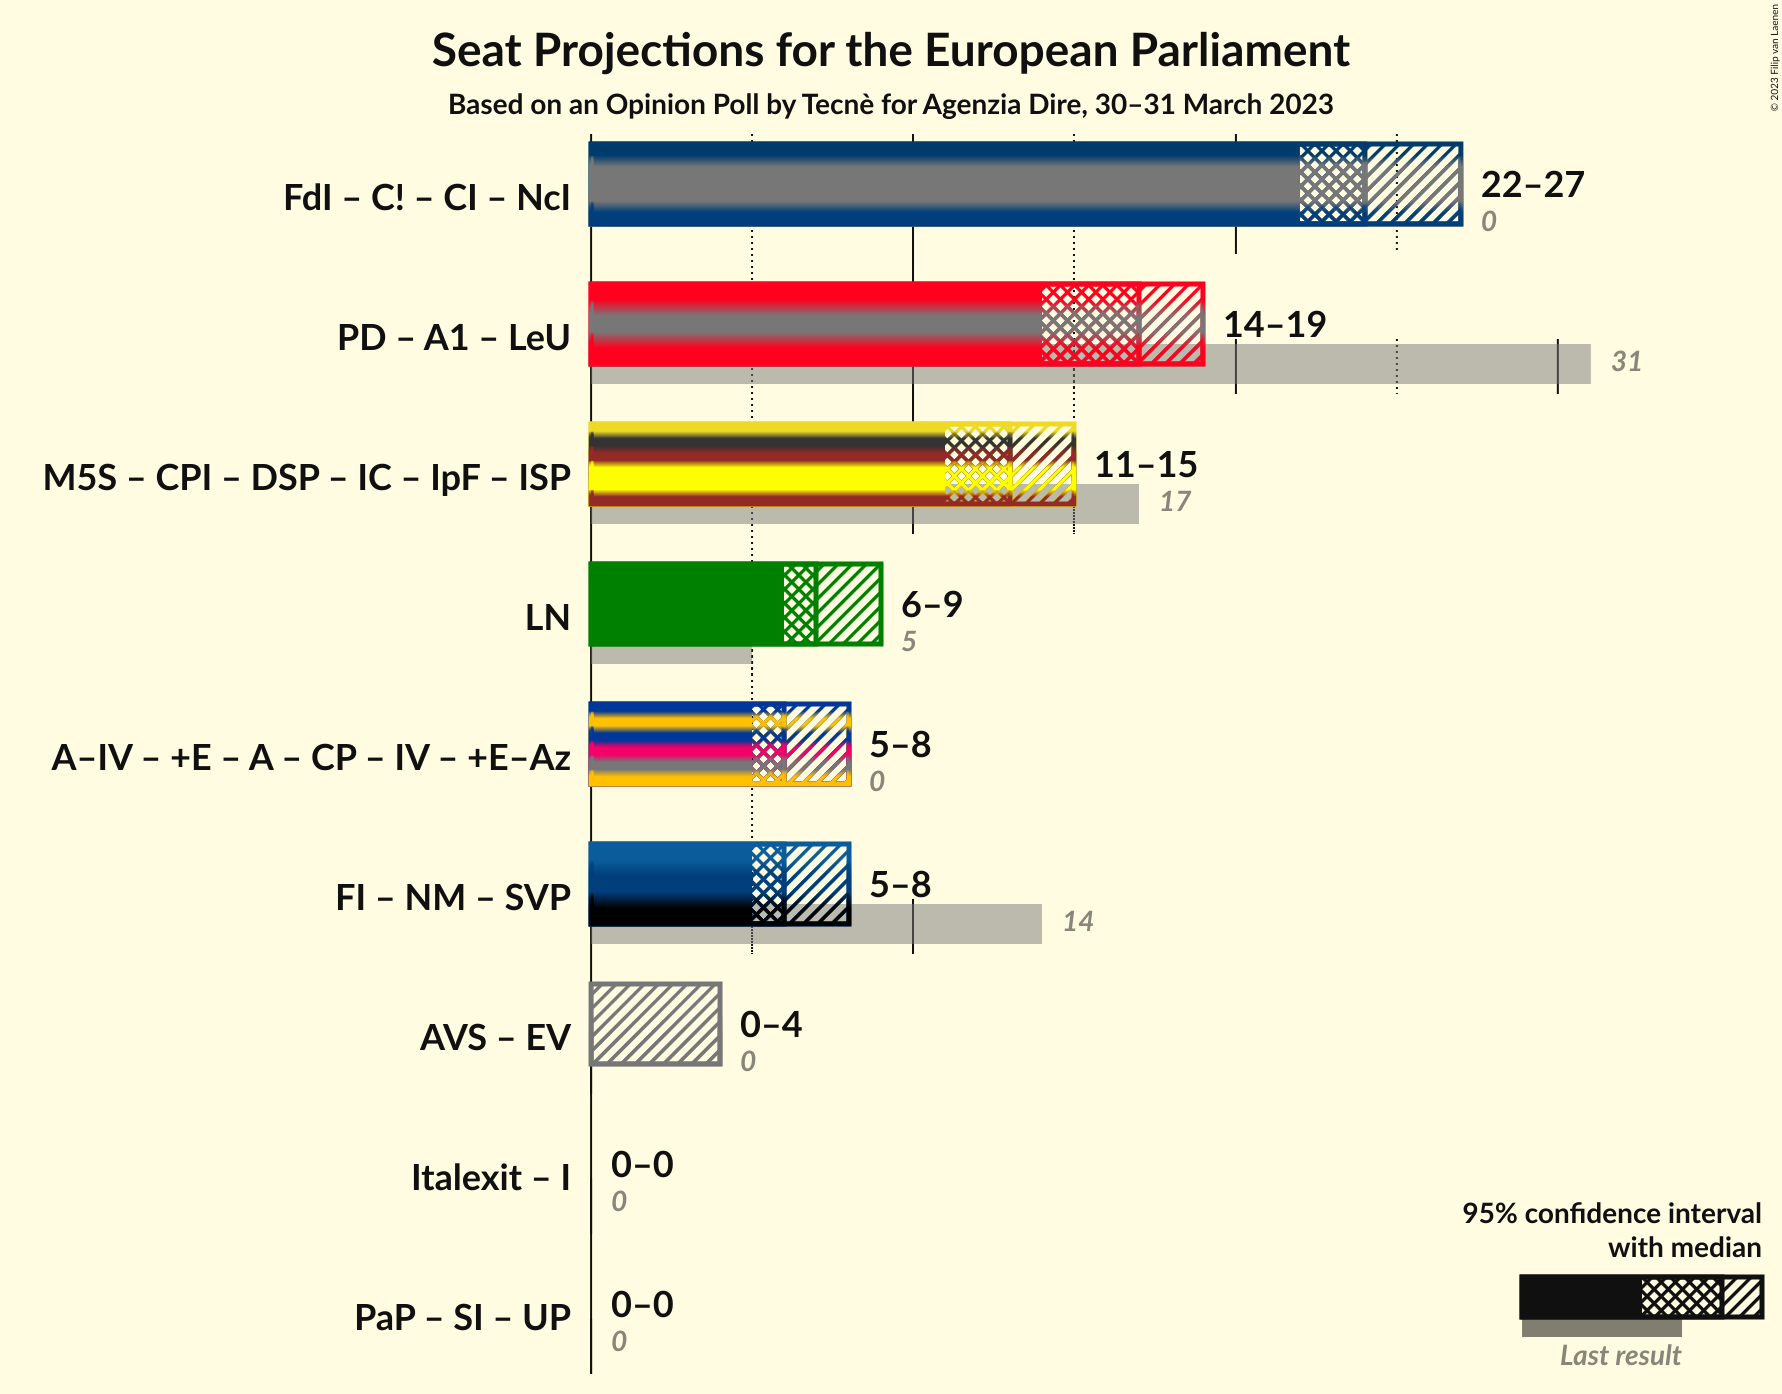 Seat Projections for the European Parliament
Based on an Opinion Poll by Tecnè for Agenzia Dire, 30–31 March 2023
© 2023 Filip van Laenen
FdI – C! – CI – NcI
22–27
0
PD – A1 – LeU
14–19
31
M5S – CPI – DSP – IC – IpF – ISP
11–15
17
LN
6–9
5
A–IV – +E – A – CP – IV – +E–Az
5–8
0
FI – NM – SVP
5–8
14
AVS – EV
0–4
0
Italexit – I
0–0
0
PaP – SI – UP
0–0
0
95% confidence interval
with median
Last result